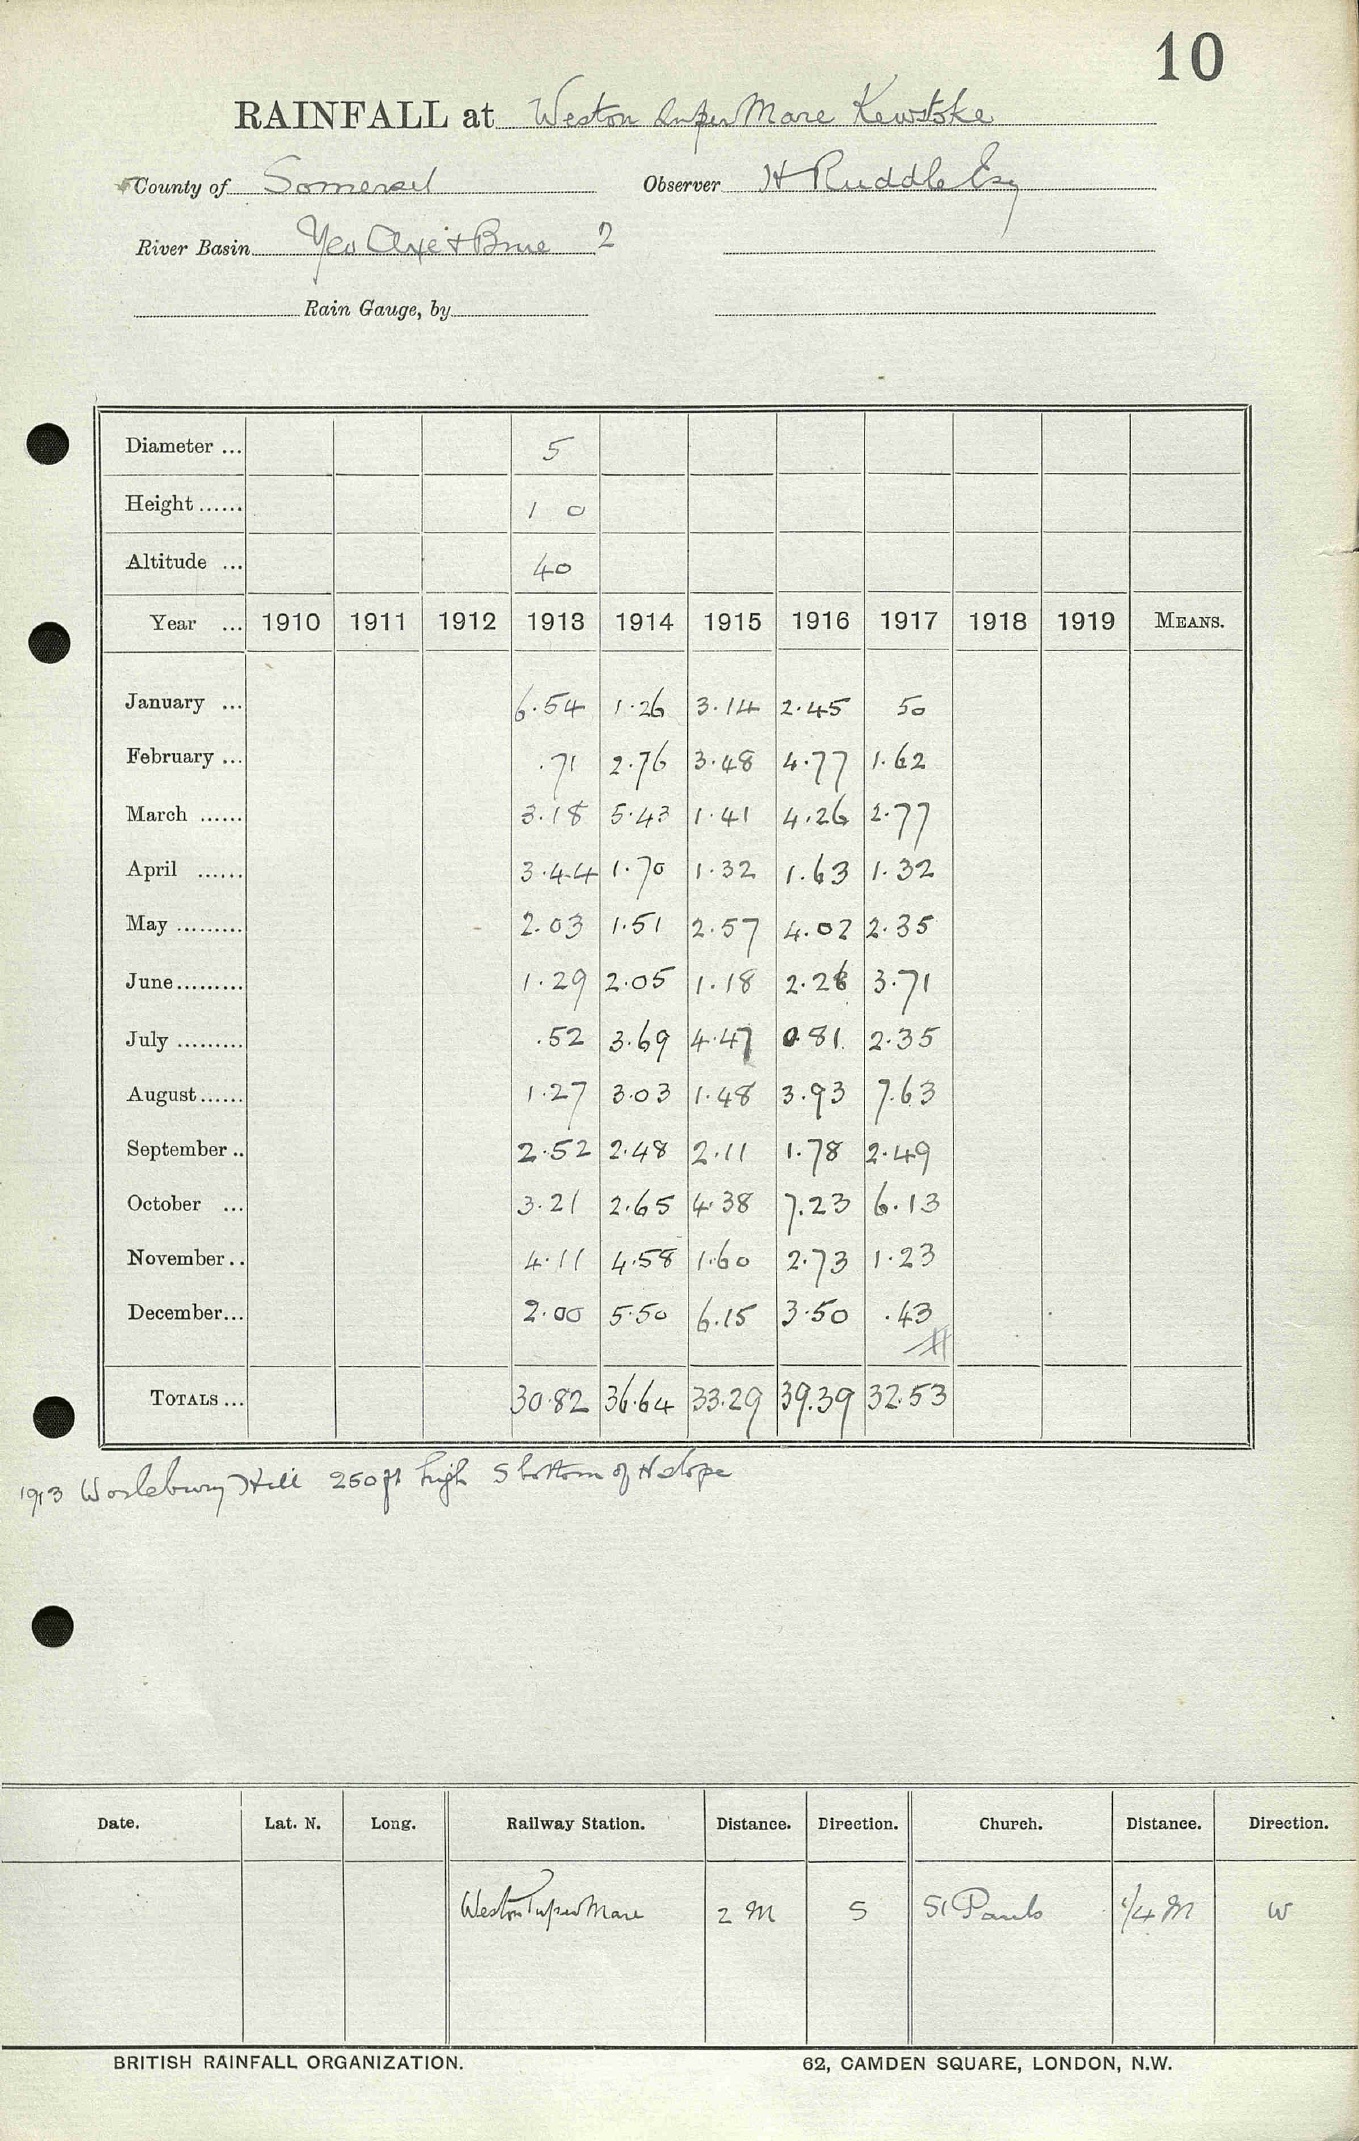 10
RAINFALL at Weston Super Mare Kewstoke
County of Somerset Observer H Ruddle Esq
River Basin Yeo Axe & Brue 2
Rain Gauge, by
Diameter ... 5
Height ...... 1 0
Altitude ... 40
Year ... 1910 1911 1912 1913 1914 1915 1916 1917 1918 1919 MEANS.
January ... 6.54 1.26 3.14 2.45 50
February ... .71 2.76 3.48 4.77 1.62
March ...... 3.18 5.43 1.41 4.26 2.77
April ...... 3.44 1.70 1.32 1.63 1.32
May ......... 2.03 1.51 2.57 4.02 2.35
June ......... 1.29 2.05 1.18 2.28 3.71
July ......... .52 3.69 4.47 0.81 2.35
August ...... 1.27 3.03 1.48 3.93 7.63
September .. 2.52 2.48 2.11 1.78 2.49
October ... 3.21 2.65 4.38 7.23 6.13
November .. 4.11 4.58 1.60 2.73 1.23
December ... 2.00 5.50 6.15 3.50 .43
TOTALS ... 30.82 36.64 33.29 39.39 32.53
1913 Worlebury Hill 250 ft high S bottom of N slope
Date. Lat. N. Long. Railway Station. Distance. Direction. Church. Distance. Direction.
Weston Super Mare 2 M S St Pauls 1/4 M W
BRITISH RAINFALL ORGANIZATION. 62, CAMDEN SQUARE, LONDON, N.W.